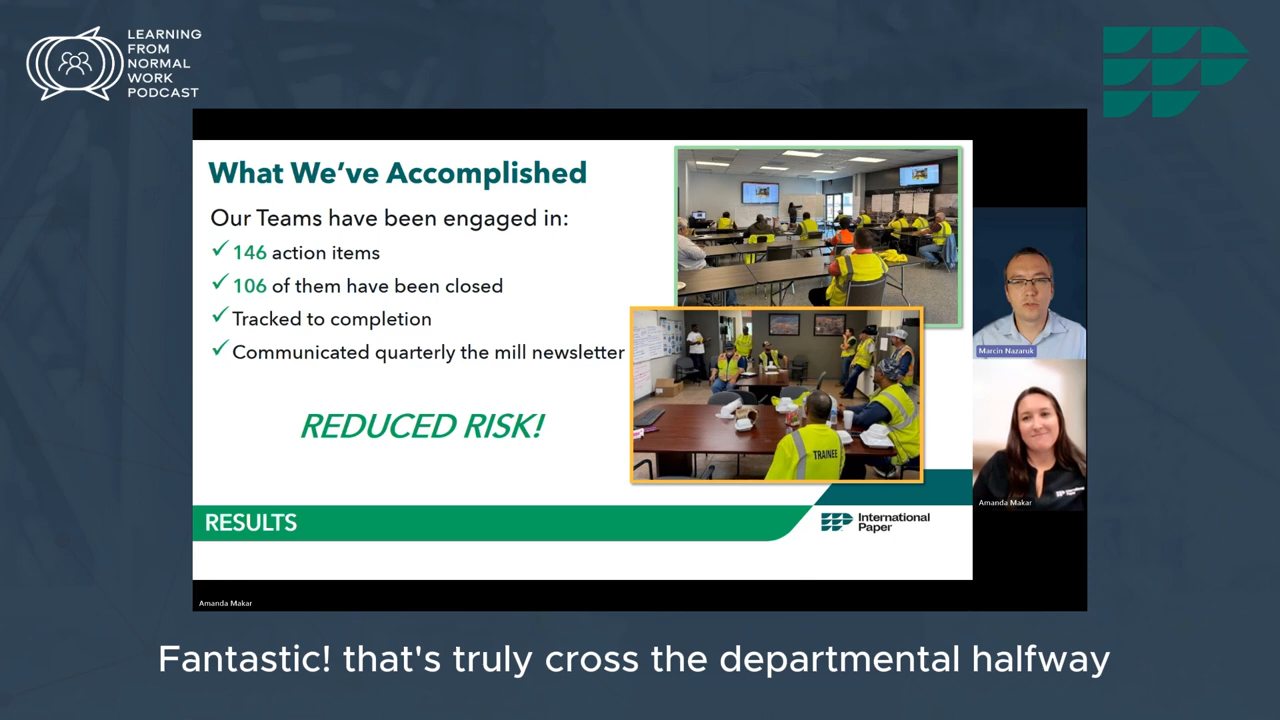 LEARNING
FROM
NORMAL
WORK
PODCAST
What We've Accomplished
Our Teams have been engaged in:
146 action items
106 of them have been closed
Tracked to completion
Communicated quarterly the mill newsletter
REDUCED RISK!
TRAINEE
RESULTS
International
Paper
Marcin Nazaruk
International
Paper
Amanda Makar
Amanda Makar
Fantastic! that's truly cross the departmental halfway